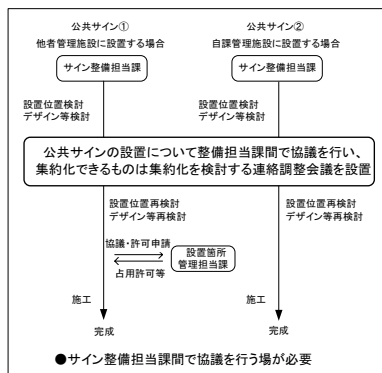 公共サイン①
他者管理施設に設置する場合
サイン整備担当課
公共サイン②
自課管理施設に設置する場合
サイン整備担当課
設置位置検討
デザイン等検討
設置位置検討
デザイン等検討
公共サインの設置について整備担当課間で協議を行い、
集約化できるものは集約化を検討する連絡調整会議を設置
設置位置再検討
デザイン等再検討
設置位置再検討
デザイン等再検討
協議・許可申請
占用許可等
設置箇所
管理担当課
施工
施工
完成
完成
●サイン整備担当課間で協議を行う場が必要